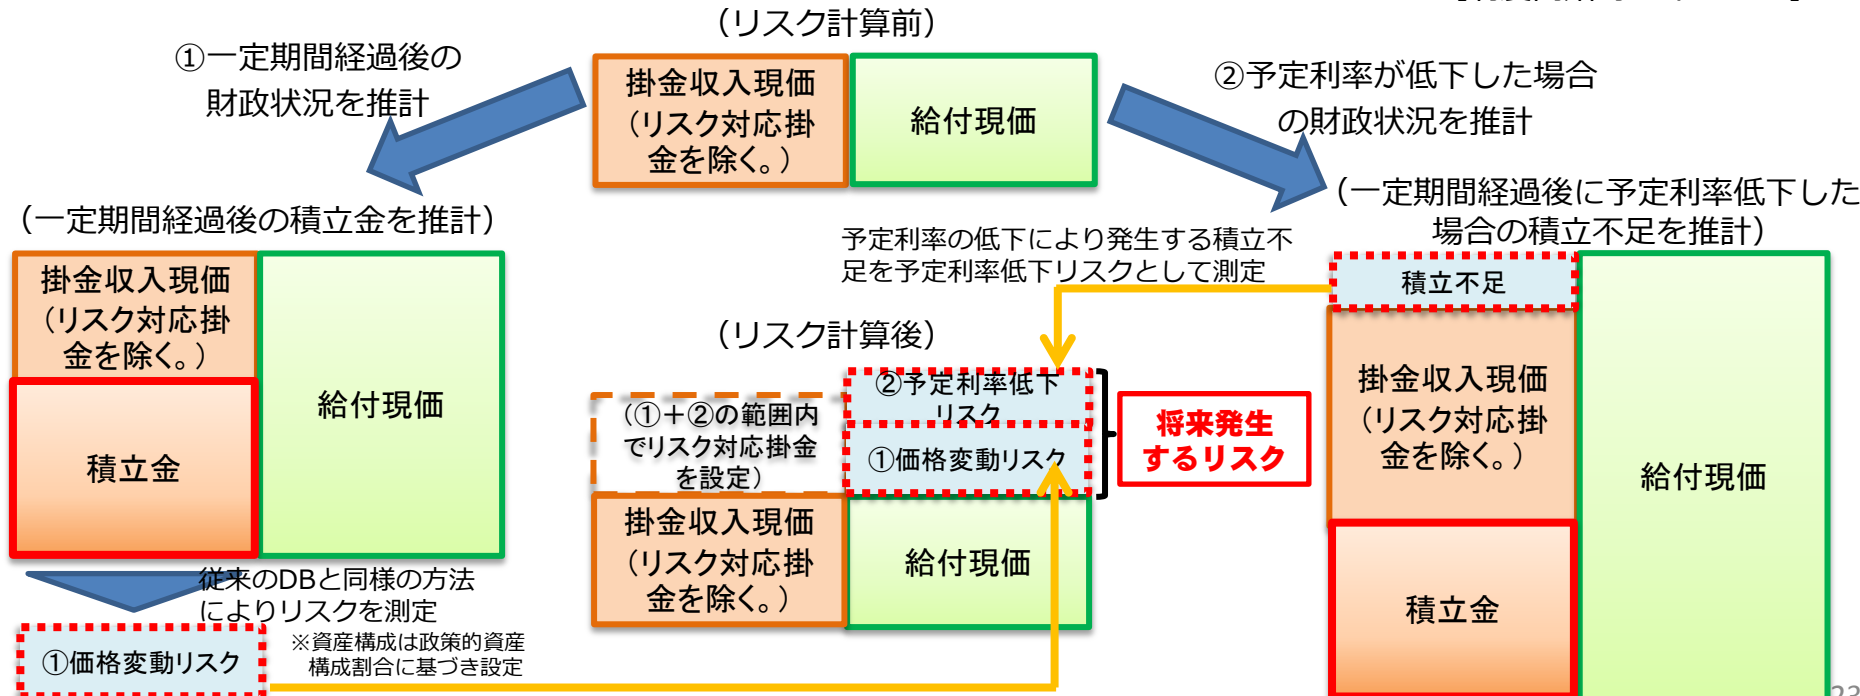 （リスク計算前）
①一定期間経過後の
財政状況を推計
掛金収入現価
（リスク対応掛
金を除く。）
給付現価
②予定利率が低下した場合
の財政状況を推計
（一定期間経過後の積立金を推計）
掛金収入現価
（リスク対応掛
金を除く。）
積立金
給付現価
従来のDBと同様の方法
によりリスクを測定
※資産構成は政策的資産
構成割合に基づき設定
①価格変動リスク
予定利率の低下により発生する積立不
足を予定利率低下リスクとして測定
（リスク計算後）
（①＋②の範囲内
でリスク対応掛金
を設定）
②予定利率低下
リスク
①価格変動リスク
将来発生
するリスク
掛金収入現価
（リスク対応掛
金を除く。）
給付現価
（一定期間経過後に予定利率低下した
場合の積立不足を推計）
積立不足
掛金収入現価
（リスク対応掛
金を除く。）
積立金
給付現価
23